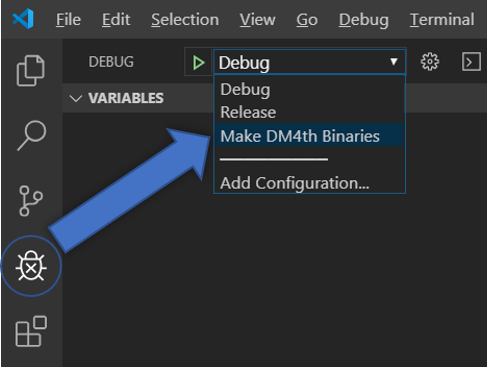 File Edit Selection View Go Debug Terminal
DEBUG Debug
Debug
Release
VARIABLES
Make DM4th Binaries
Add Configuration...